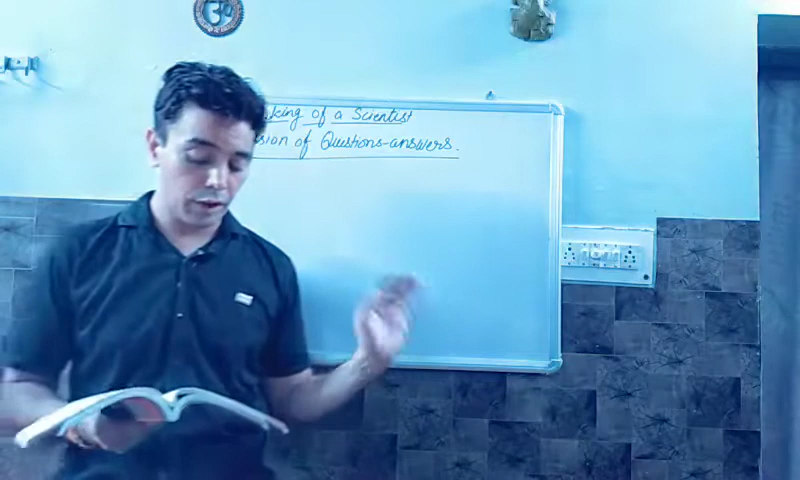 king of a Scientist
sion of Questions-answers.